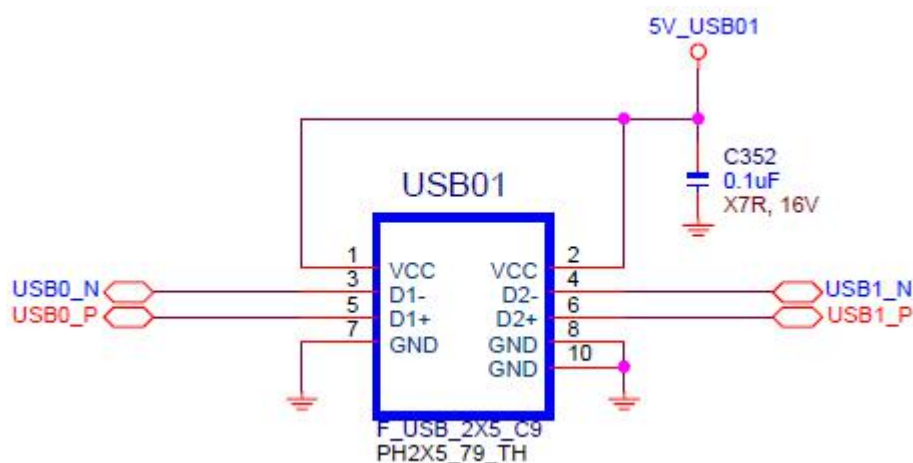 5V_USB01
C352
0.1uF
X7R, 16V
USB01
1 VCC VCC 2
USB0_N 3 D1- D2- 4 USB1_N
USB0_P 5 D1+ D2+ 6 USB1_P
7 GND GND 8
GND 10
F_USB_2X5_C9
PH2X5_79_TH